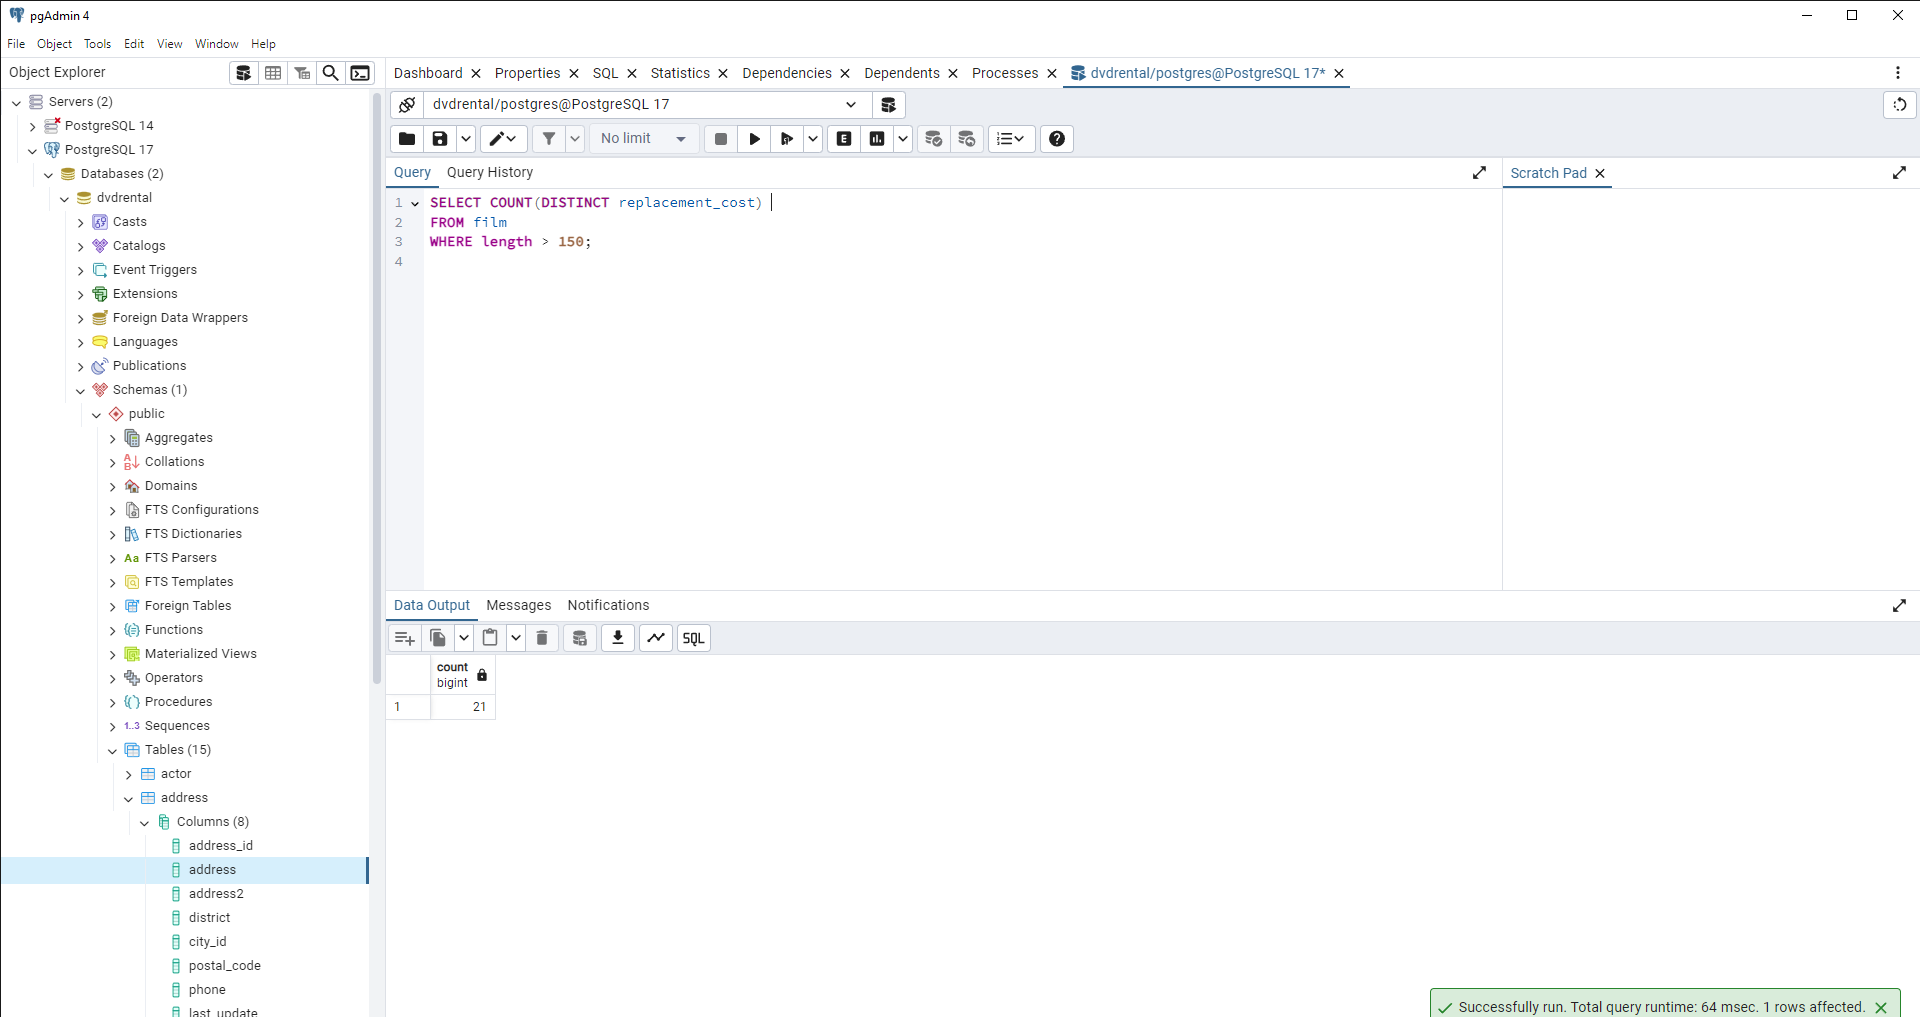 pgAdmin 4
File Object Tools Edit View Window Help
Object Explorer
Servers (2)
PostgreSQL 14
PostgreSQL 17
Databases (2)
dvdrental
Casts
Catalogs
Event Triggers
Extensions
Foreign Data Wrappers
Languages
Publications
Schemas (1)
public
Aggregates
Collations
Domains
FTS Configurations
FTS Dictionaries
Aa FTS Parsers
FTS Templates
Foreign Tables
Functions
Materialized Views
Operators
Procedures
1..3 Sequences
Tables (15)
actor
address
Columns (8)
address_id
address
address2
district
city_id
postal_code
phone
last_update
Dashboard Properties SQL Statistics Dependencies Dependents Processes dvdrental/postgres@PostgreSQL 17*
dvdrental/postgres@PostgreSQL 17
No limit E
Query Query History
1 SELECT COUNT(DISTINCT replacement_cost)
2 FROM film
3 WHERE length > 150;
4
Scratch Pad
Data Output Messages Notifications
SQL
count
bigint
1 21
Successfully run. Total query runtime: 64 msec. 1 rows affected.